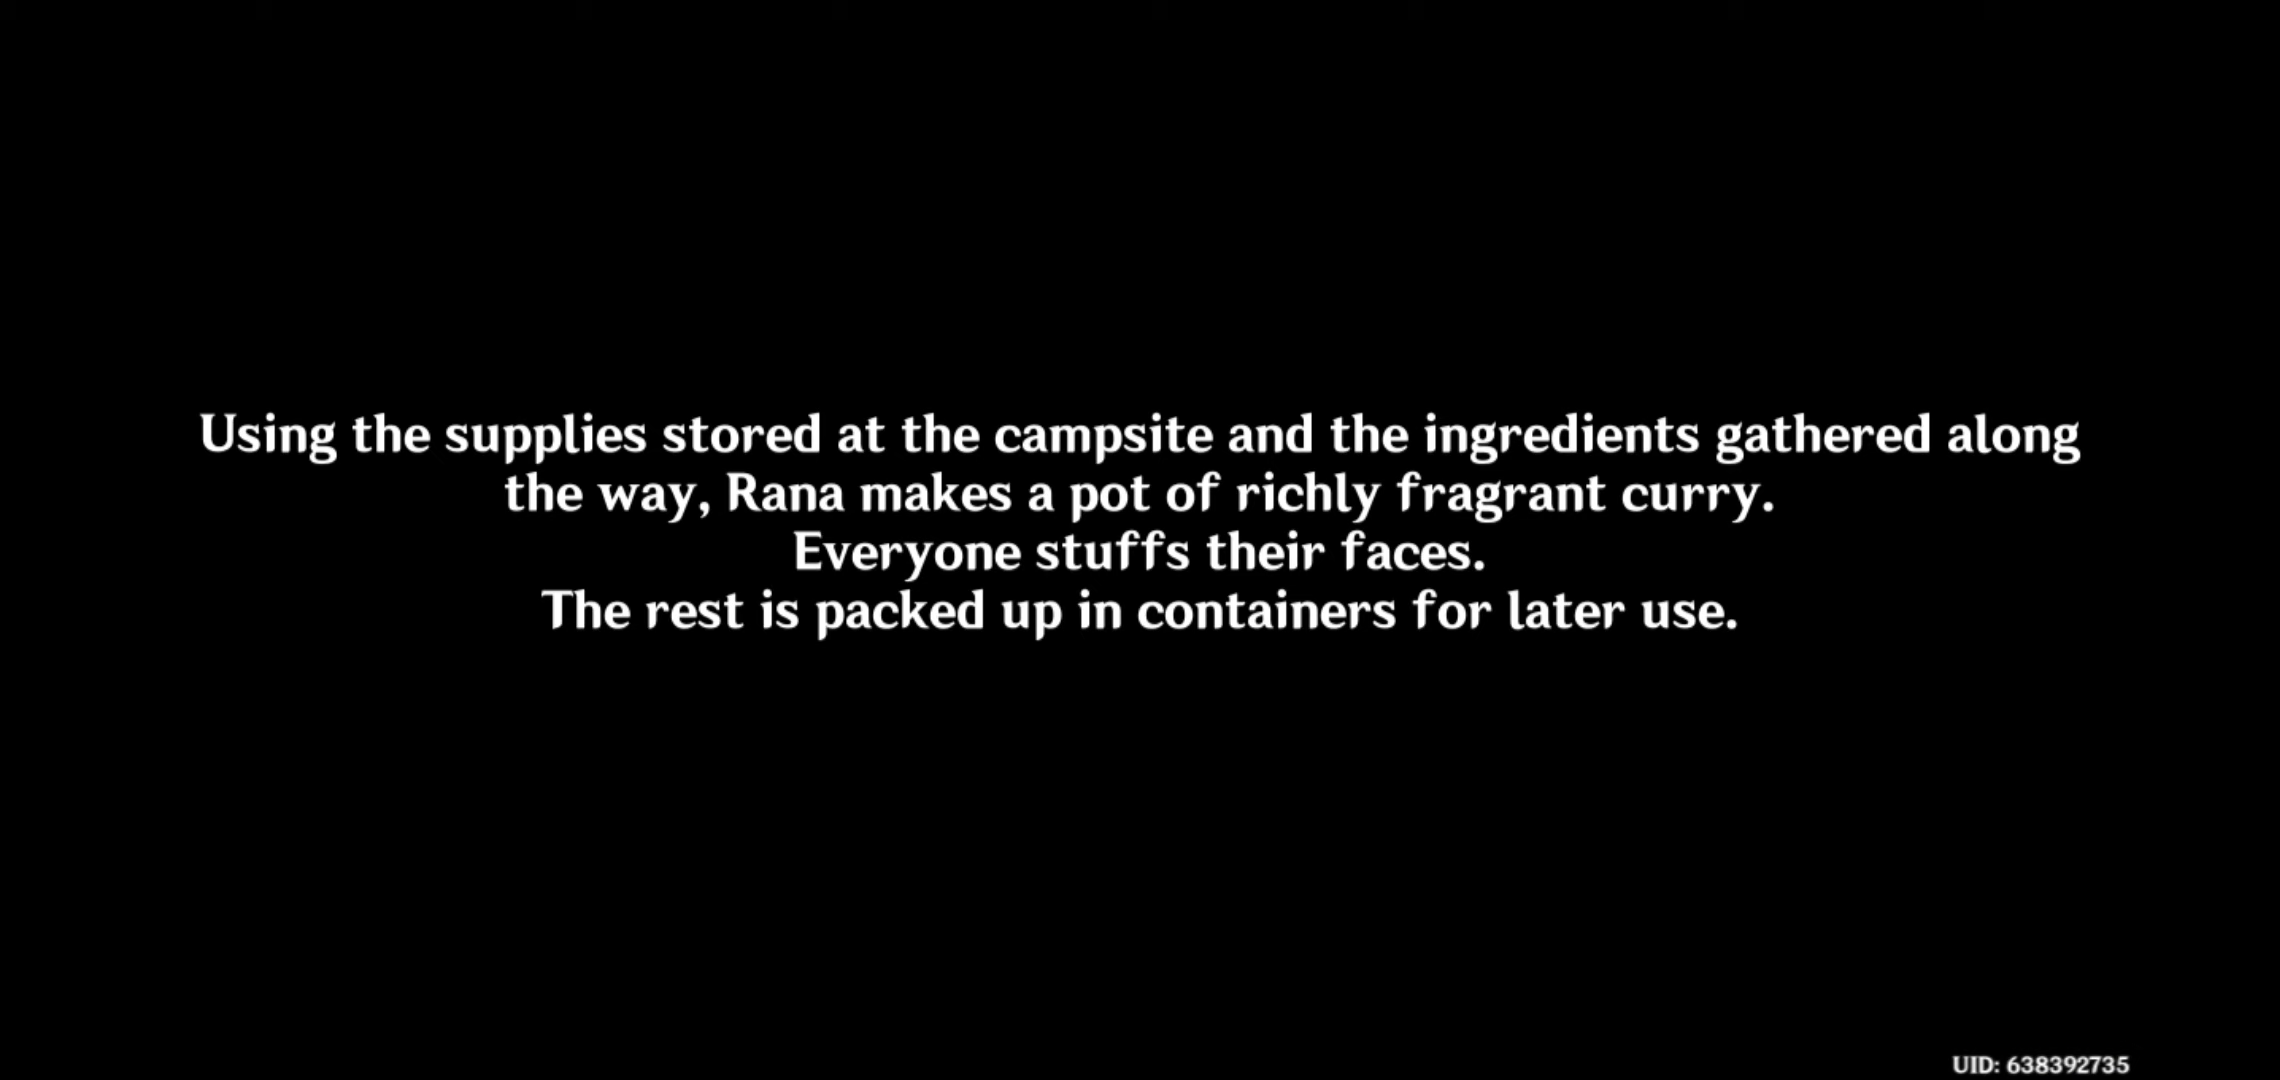 Using the supplies stored at the campsite and the ingredients gathered along
the way, Rana makes a pot of richly fragrant curry.
Everyone stuffs their faces.
The rest is packed up in containers for later use.
UID: 638392735